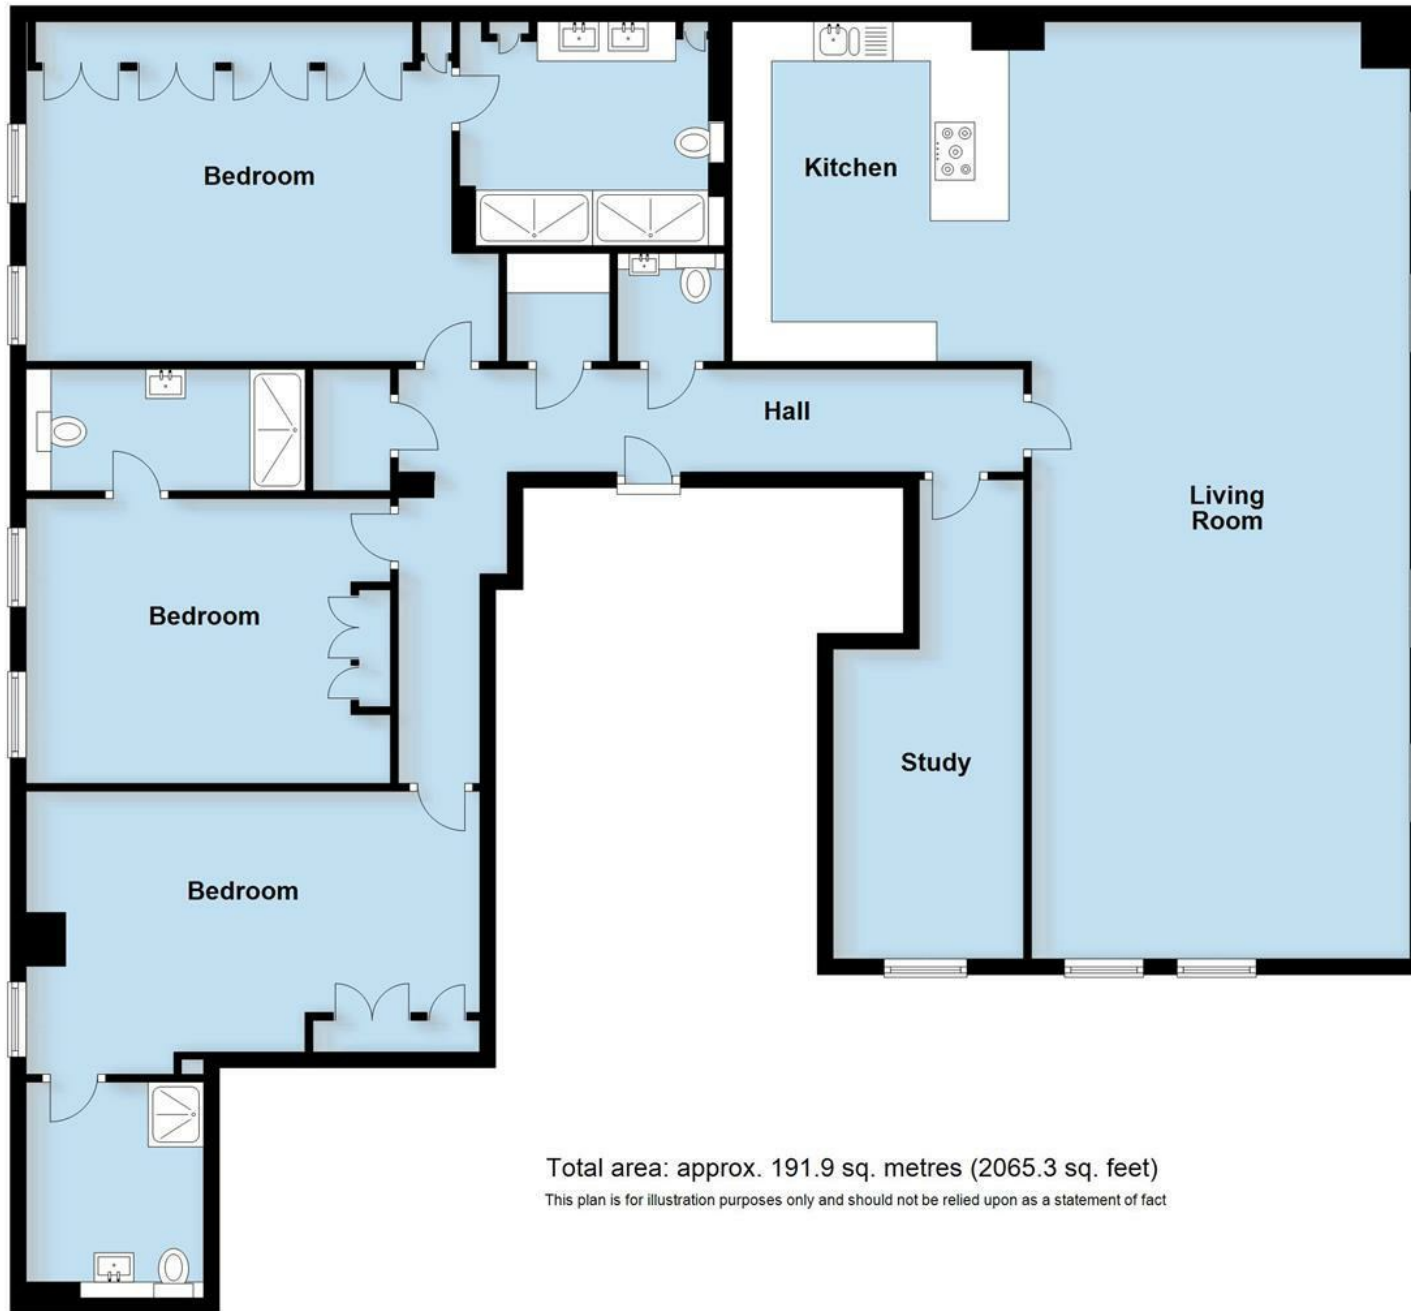 Bedroom
Kitchen
Hall
Living
Room
Bedroom
Study
Bedroom
Total area: approx. 191.9 sq. metres (2065.3 sq. feet)
This plan is for illustration purposes only and should not be relied upon as a statement of fact